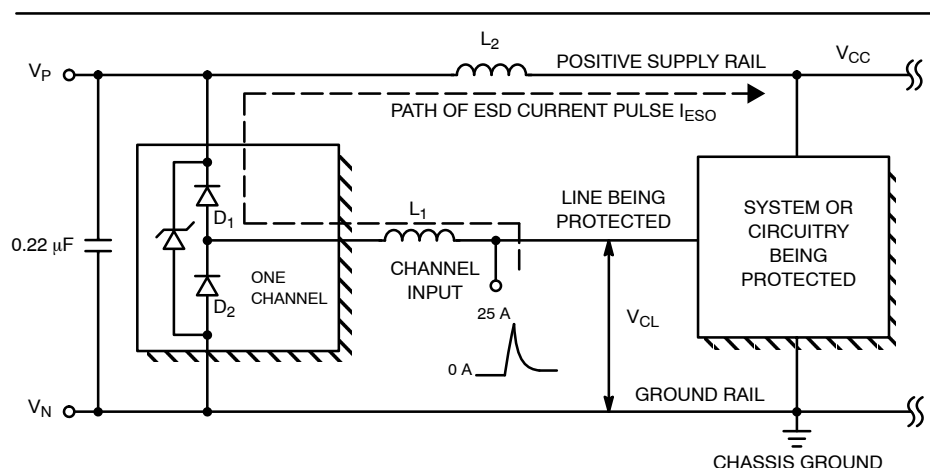 L2
VP
POSITIVE SUPPLY RAIL
VCC
PATH OF ESD CURRENT PULSE IESO
D1
L1
LINE BEING
PROTECTED
SYSTEM OR
CIRCUITRY
BEING
PROTECTED
0.22 μF
ONE
CHANNEL
D2
CHANNEL
INPUT
25 A
VCL
0 A
VN
GROUND RAIL
CHASSIS GROUND